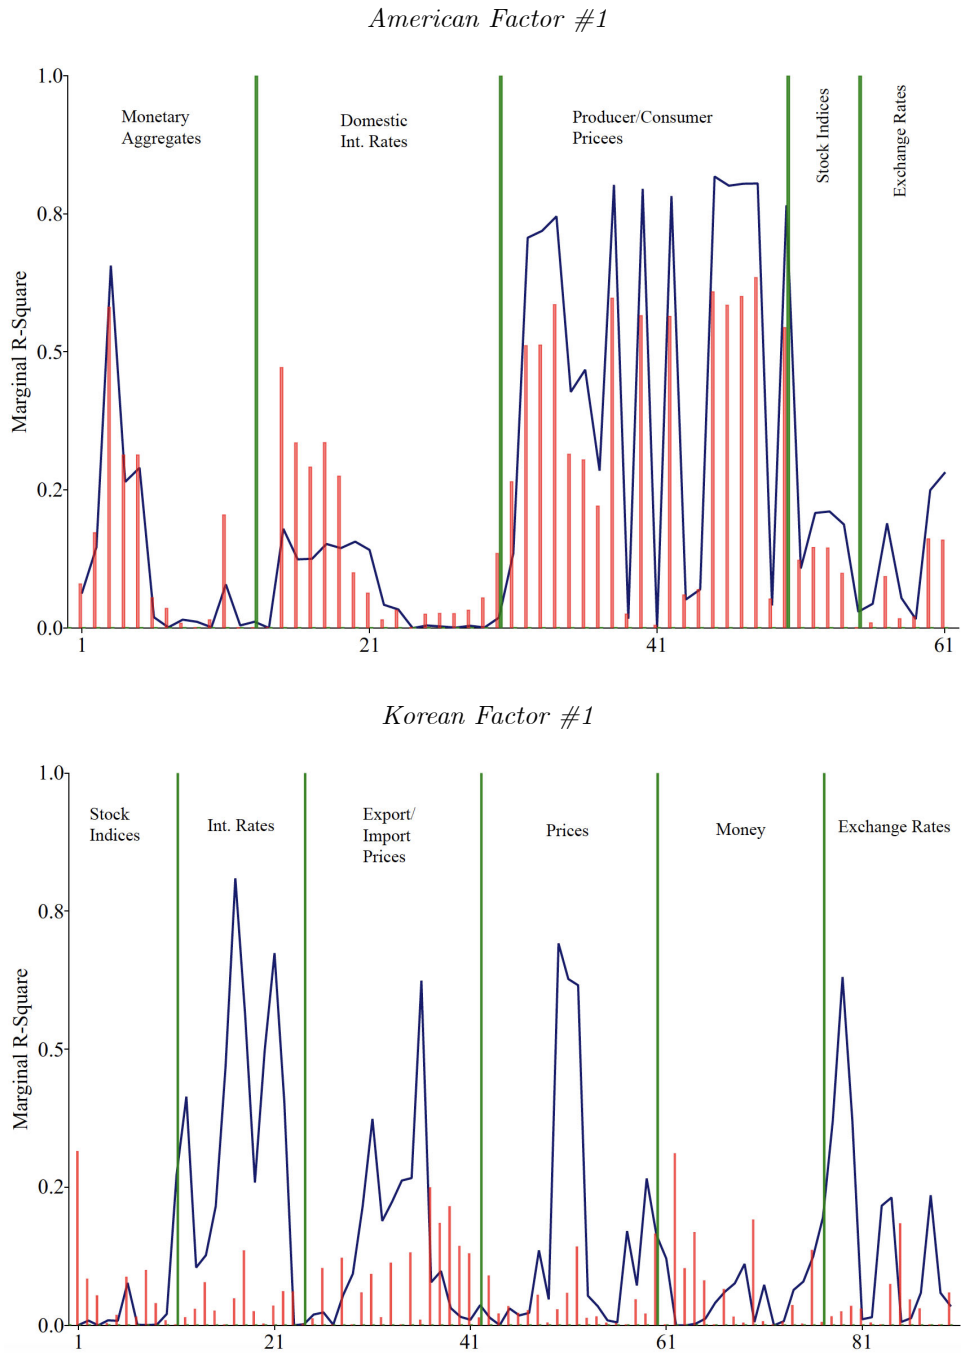 American Factor #1
Monetary
Aggregates
Domestic
Int. Rates
Producer/Consumer
Pricees
Stock Indices
Exchange Rates
Marginal R-Square
1.0
0.8
0.5
0.2
0.0
1
21
41
61
Korean Factor #1
Stock
Indices
Int. Rates
Export/
Import
Prices
Prices
Money
Exchange Rates
Marginal R-Square
1.0
0.8
0.5
0.2
0.0
1
21
41
61
81